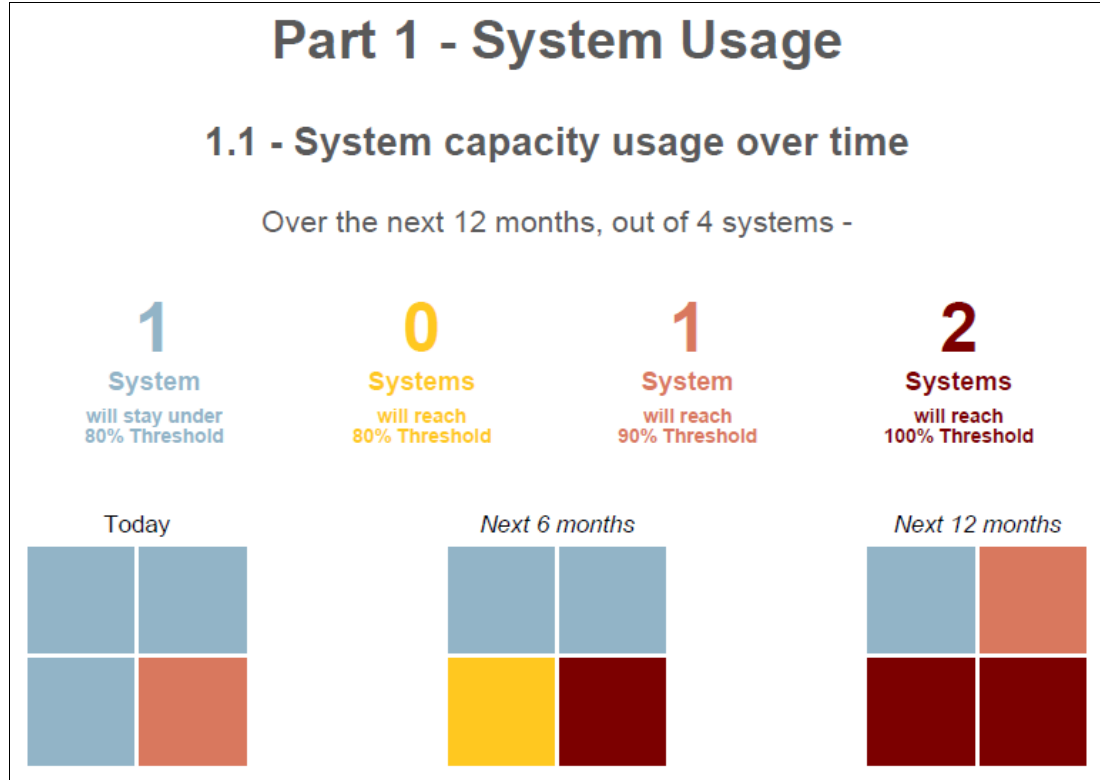 Part 1 - System Usage
1.1 - System capacity usage over time
Over the next 12 months, out of 4 systems -
1
System
will stay under
80% Threshold
0
Systems
will reach
80% Threshold
1
System
will reach
90% Threshold
2
Systems
will reach
100% Threshold
Today
Next 6 months
Next 12 months